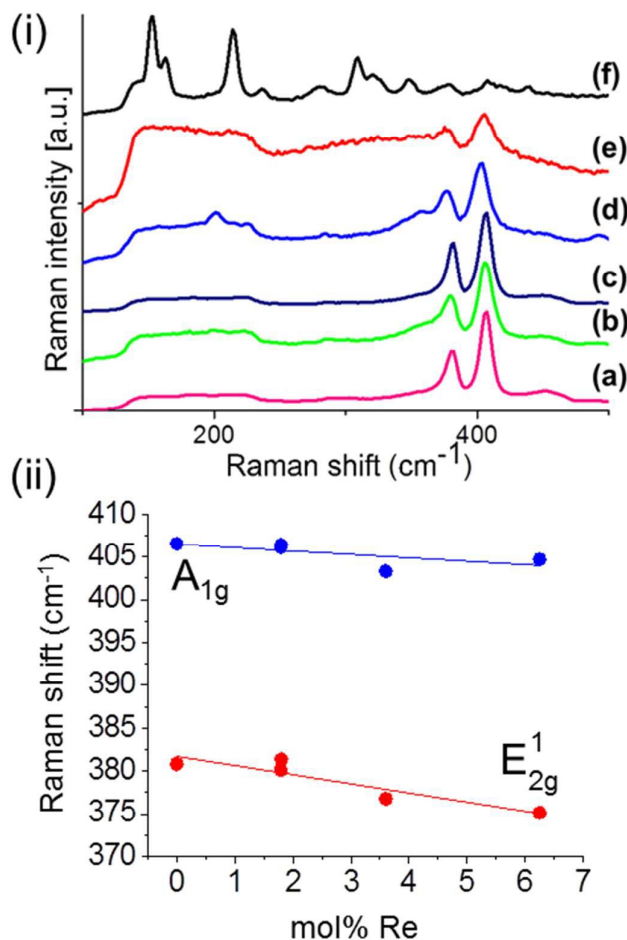 (i)
Raman intensity [a.u.]
(f)
(e)
(d)
(c)
(b)
(a)
200 400
Raman shift (cm-1)
(ii)
Raman shift (cm-1)
410
405
400
395
390
385
380
375
370
A1g
E12g
0 1 2 3 4 5 6 7
mol% Re